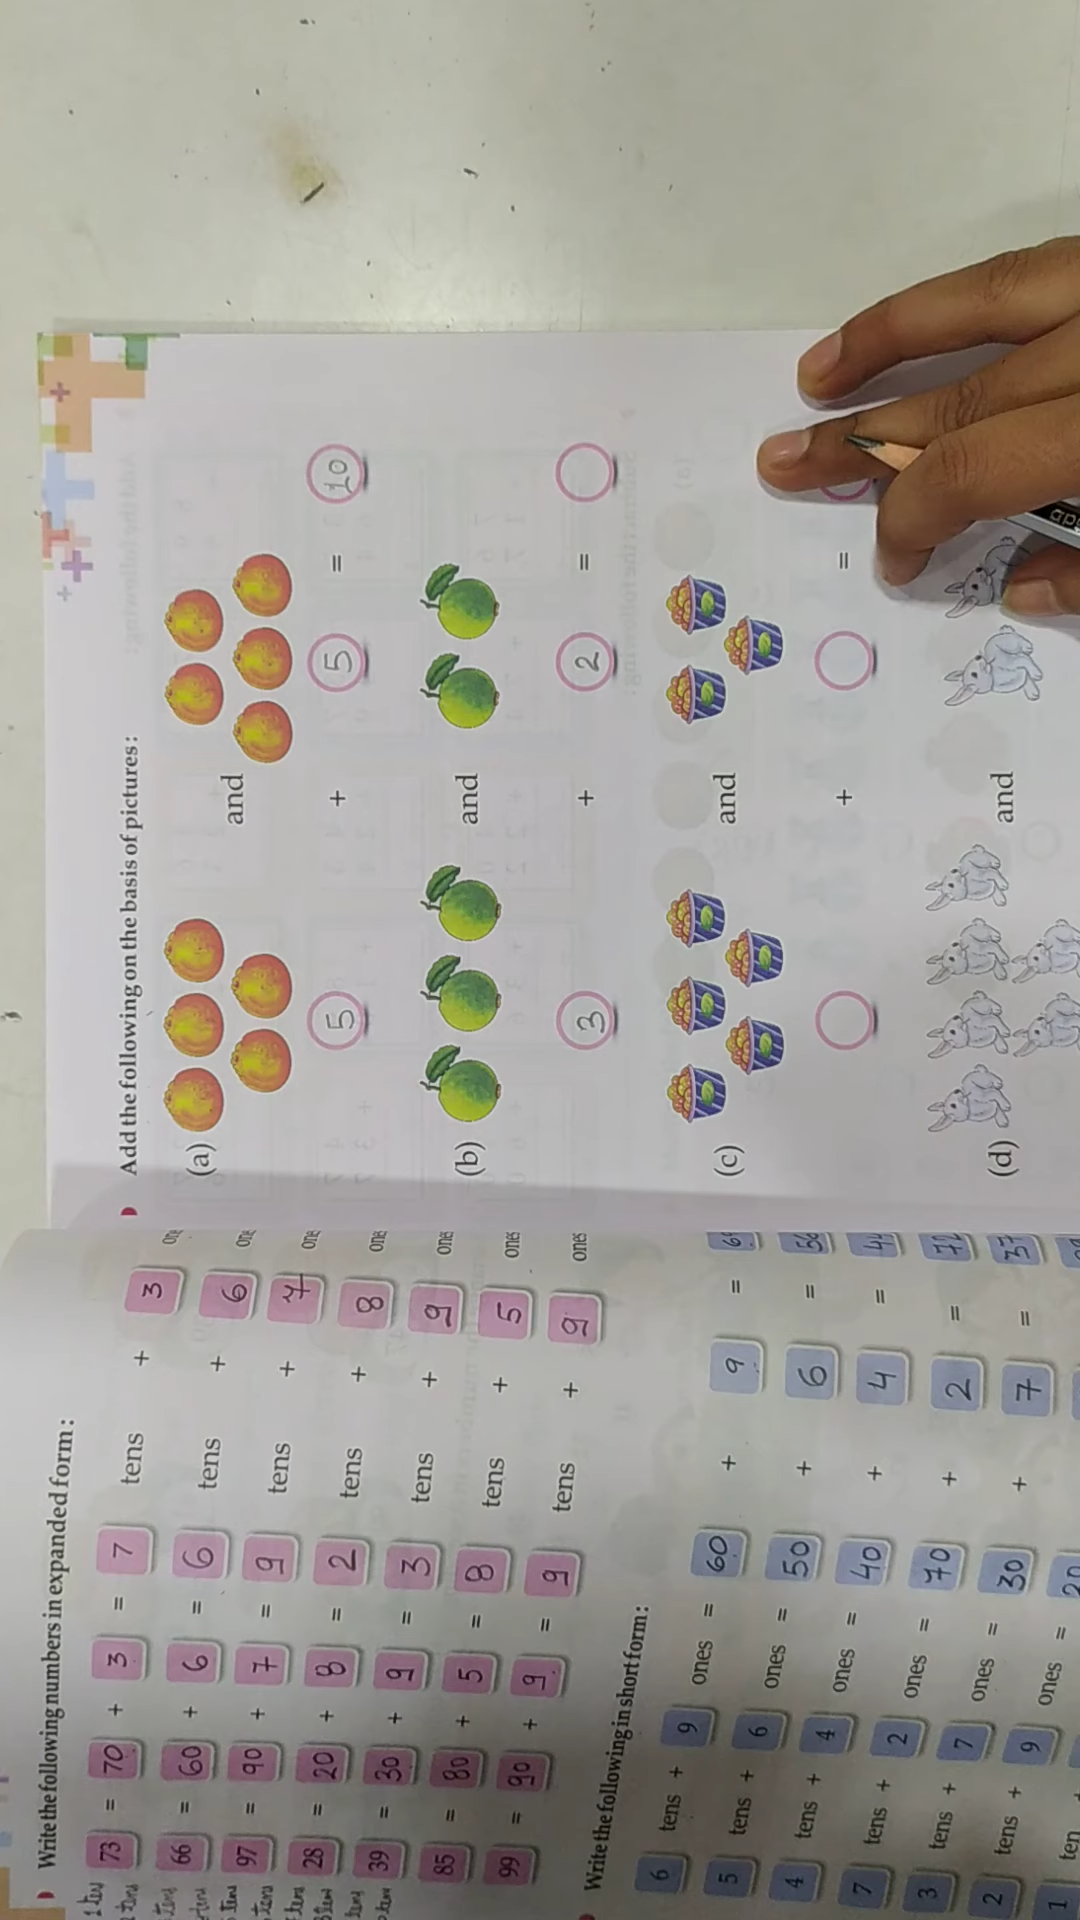 Write the following numbers in expanded form :
73 = 70 + 3 = 7 tens + 3
66 = 60 + 6 = 6 tens + 6
97 = 90 + 7 = 9 tens + 7
28 = 20 + 8 = 2 tens + 8 one
39 = 30 + 9 = 3 tens + 9 one
85 = 80 + 5 = 8 tens + 5 ones
99 = 90 + 9 = 9 tens + 9 ones
Write the following in short form :
6 tens + 9 ones = 60 + 9 =
5 tens + 6 ones = 50 + 6 =
4 tens + 4 ones = 40 + 4 =
7 tens + 2 ones = 70 + 2 =
3 tens + 7 ones = 30 + 7 =
2 tens + 9 ones =
1 ten
Add the following on the basis of pictures :
(a) and
5 + 5 = 10
(b) and
3 + 2 =
(c) and
+ =
(d) and